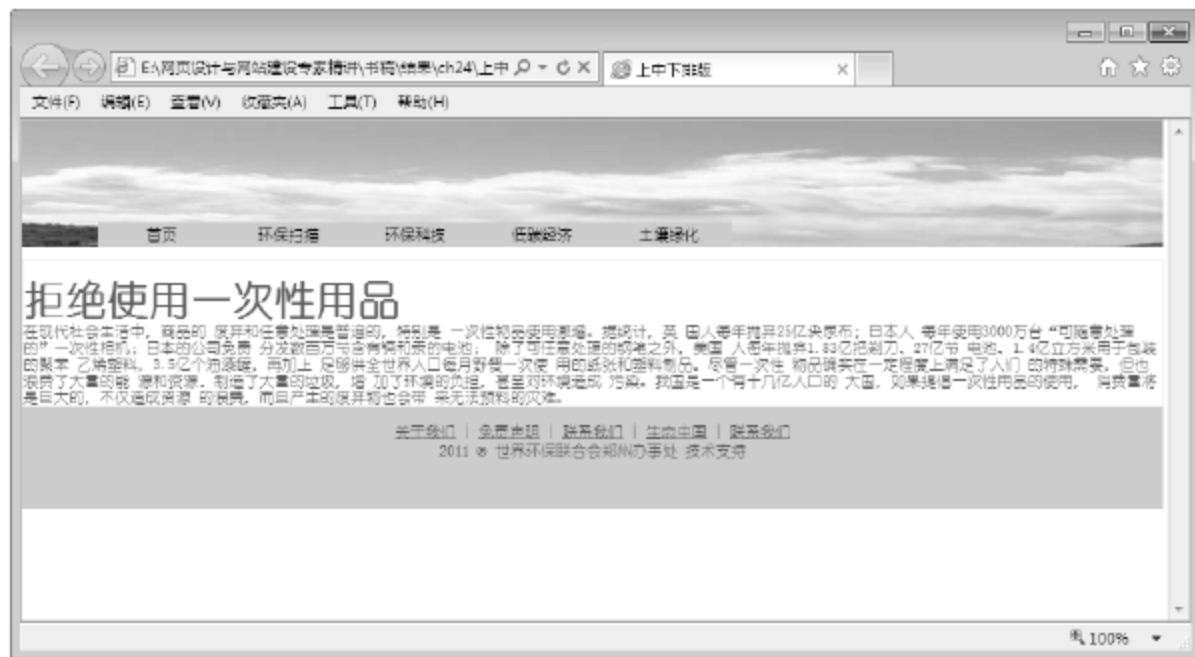 E:\网页设计与网站建设专家精讲\书稿\结果\ch24\上中
上中下排版
文件(F) 编辑(E) 查看(V) 收藏夹(A) 工具(T) 帮助(H)
首页 环保扫描 环保科技 低碳经济 土壤绿化
拒绝使用一次性用品
在现代社会生活中，商品的 废弃和任意处理是普遍的，特别是 一次性物品使用激增。据统计，英 国人每年抛弃25亿块尿布；日本人 每年使用3000万台“可随意处理
的”一次性相机；日本的公司免费 分发数百万节含有镉和汞的电池； 除了可任意处理的钢笔之外，美国 人每年抛弃1.83亿把剃刀、27亿节 电池、1.4亿立方米用于包装
的聚苯 乙烯塑料、3.5亿个油漆罐，再加上 足够供全世界人口每月野餐一次使 用的纸张和塑料制品。尽管一次性 物品确实在一定程度上满足了人们 的特殊需要，但也
浪费了大量的能 源和资源，制造了大量的垃圾，增 加了环境的负担，甚至对环境造成 污染。我国是一个有十几亿人口的 大国，如果提倡一次性用品的使用， 消费量将
是巨大的，不仅造成资源 的浪费，而且产生的废弃物也会带 来无法预料的灾难。
关于我们 | 免责声明 | 联系我们 | 生态中国 | 联系我们
2011 ® 世界环保联合会郑州办事处 技术支持
100%